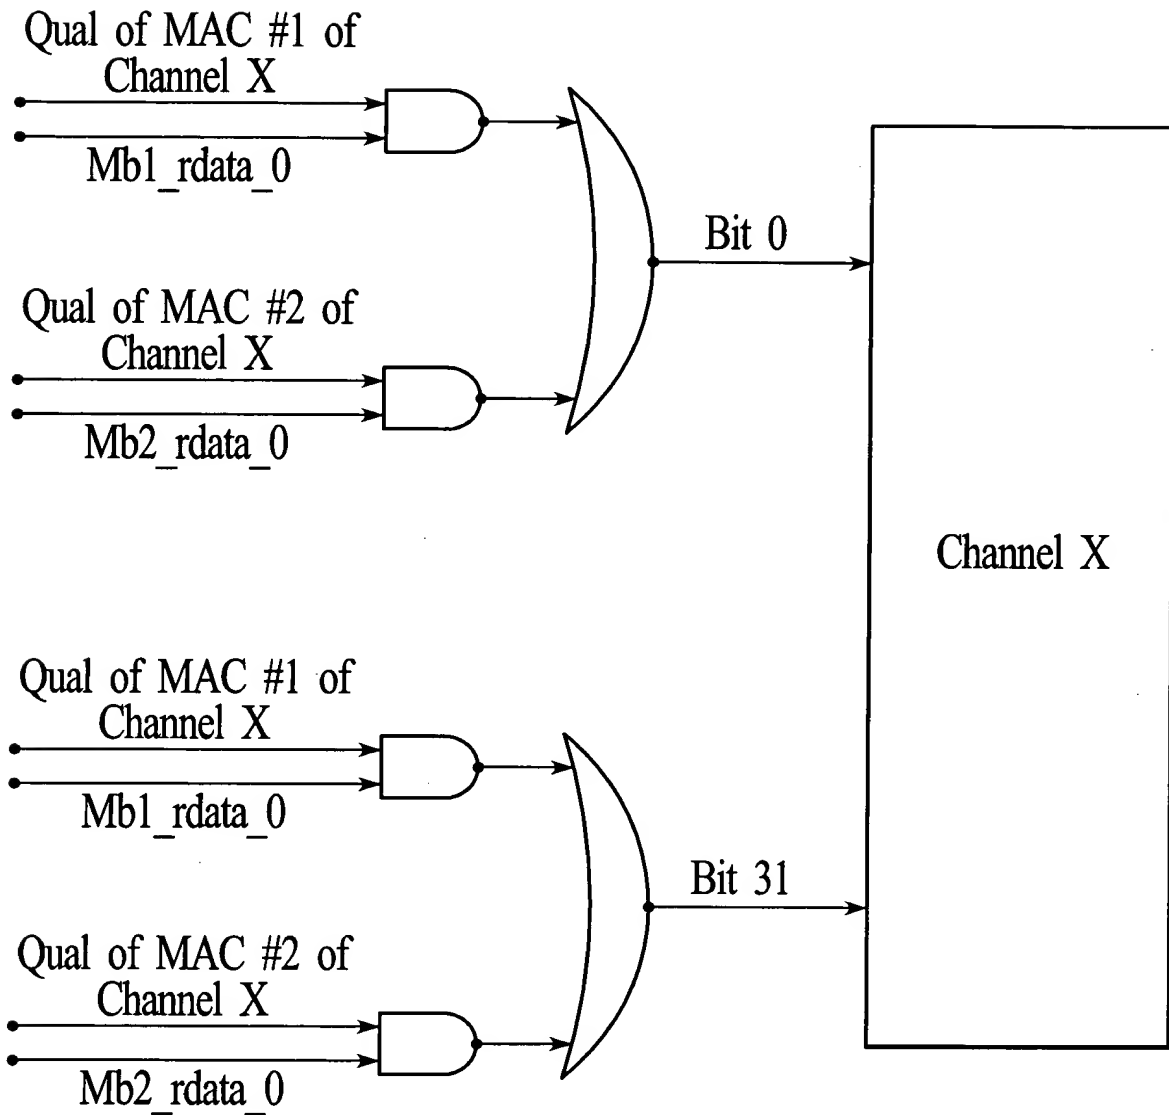 Qual of MAC #1 of
Channel X
Mb1_rdata_0
Bit 0
Qual of MAC #2 of
Channel X
Mb2_rdata_0
Channel X
Qual of MAC #1 of
Channel X
Mb1_rdata_0
Bit 31
Qual of MAC #2 of
Channel X
Mb2_rdata_0